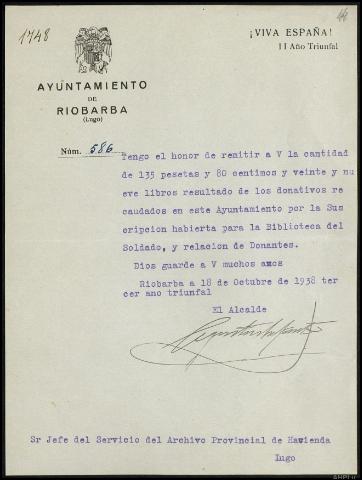 1748
44
¡VIVA ESPAÑA!
II Año Triunfal
AYUNTAMIENTO
DE
RIOBARBA
(Lugo)
Núm. 586
Tengo el honor de remitir a V la cantidad
de 135 pesetas y 80 centimos y veinte y nu
eve libros resultado de los donativos re
caudados en este Ayuntamiento por la Sus
cripcion habierta para la Biblioteca del
Soldado, y relacion de Donantes.
Dios guarde a V muchos anos
Riobarba a 18 de Octubre de 1938 ter
cer ano triunfal
El Alcalde
Sr Jefe del Servicio del Archivo Provincial de Havienda
Lugo
AHPLu